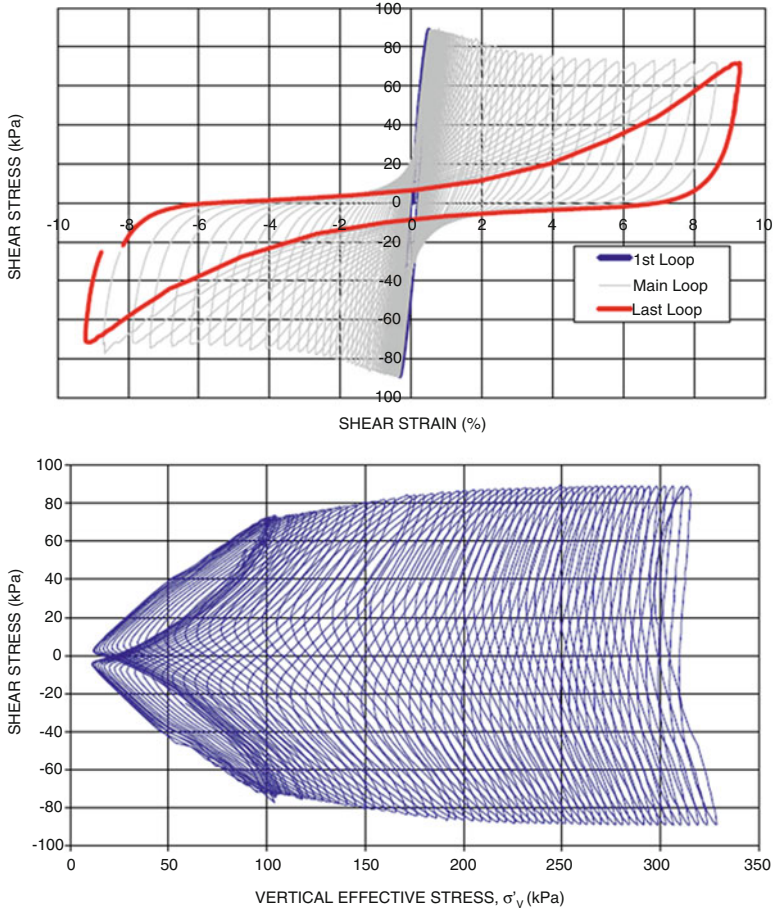 100
80
60
40
20
0
-20
-40
-60
-80
100
-10 -8 -6 -4 -2 0 2 4 6 8 10
SHEAR STRESS (kPa)
SHEAR STRAIN (%)
1st Loop
Main Loop
Last Loop
100
80
60
40
20
0
-20
-40
-60
-80
-100
0 50 100 150 200 250 300 350
SHEAR STRESS (kPa)
VERTICAL EFFECTIVE STRESS, σ'v (kPa)